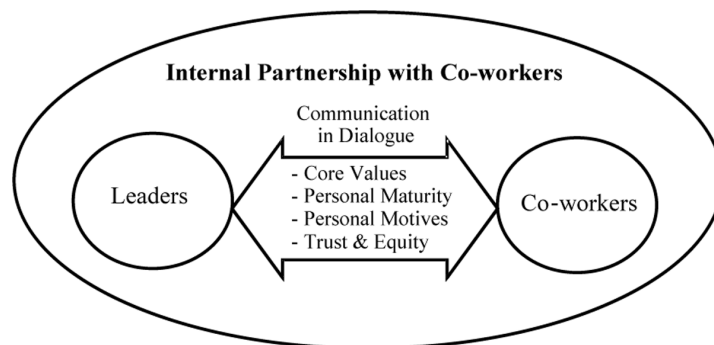 Internal Partnership with Co-workers
Communication
in Dialogue
Leaders
- Core Values
- Personal Maturity
- Personal Motives
- Trust & Equity
Co-workers